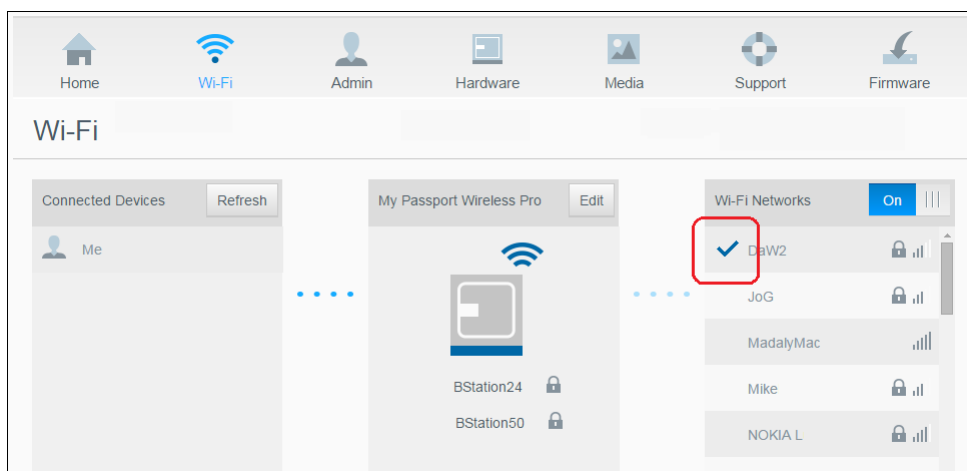 Home Wi-Fi Admin Hardware Media Support Firmware
Wi-Fi
Connected Devices Refresh
Me
My Passport Wireless Pro Edit
BStation24
BStation50
Wi-Fi Networks On
DaW2
JoG
MadalyMac
Mike
NOKIA L